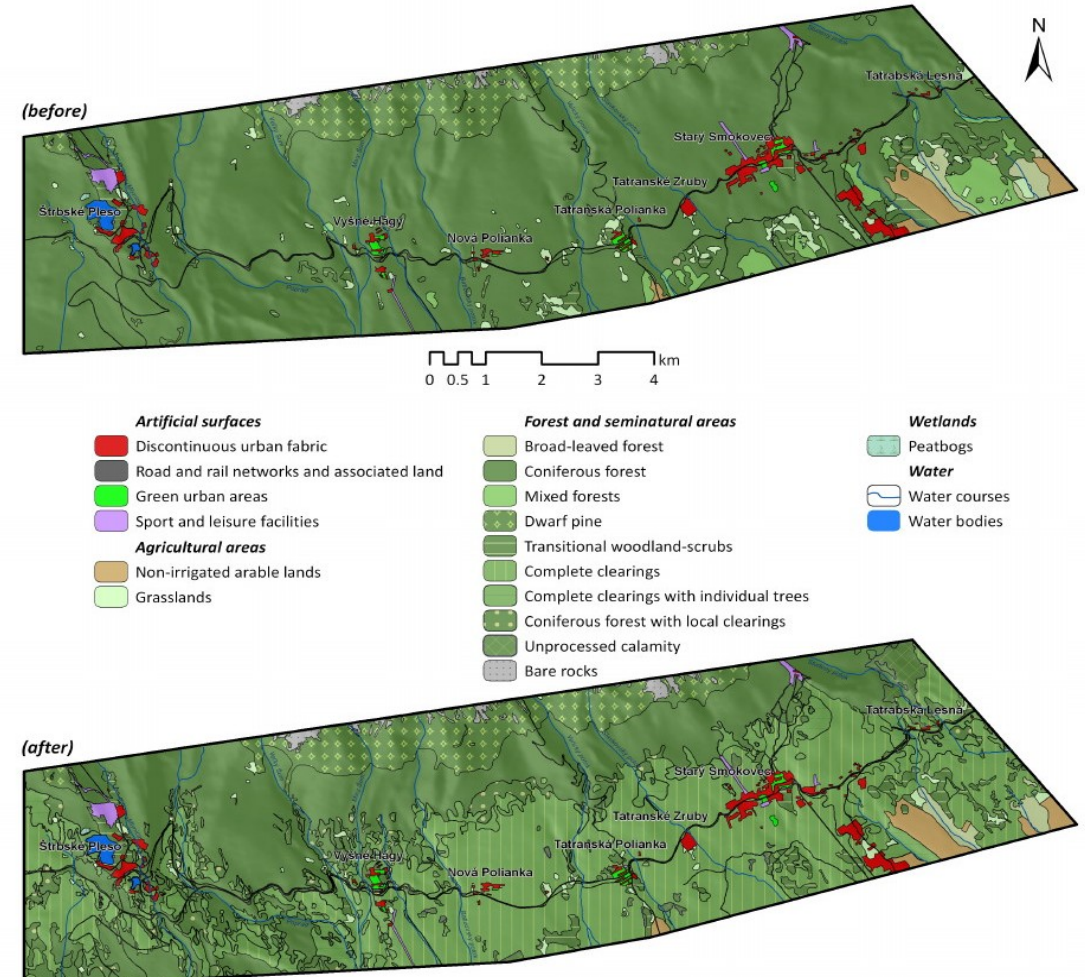 N
Tatrabská Lesná
(before)
Starý Smokovec
Tatranské Zruby
Štrbské Pleso
Tatranská Polianka
Vyšné Hágy
Nová Polianka
km
0 0.5 1 2 3 4
Artificial surfaces
Discontinuous urban fabric
Road and rail networks and associated land
Green urban areas
Sport and leisure facilities
Agricultural areas
Non-irrigated arable lands
Grasslands
Forest and seminatural areas
Broad-leaved forest
Coniferous forest
Mixed forests
Dwarf pine
Transitional woodland-scrubs
Complete clearings
Complete clearings with individual trees
Coniferous forest with local clearings
Unprocessed calamity
Bare rocks
Wetlands
Peatbogs
Water
Water courses
Water bodies
Tatrabská Lesná
(after)
Starý Smokovec
Tatranské Zruby
Štrbské Pleso
Tatranská Polianka
Vyšné Hágy
Nová Polianka